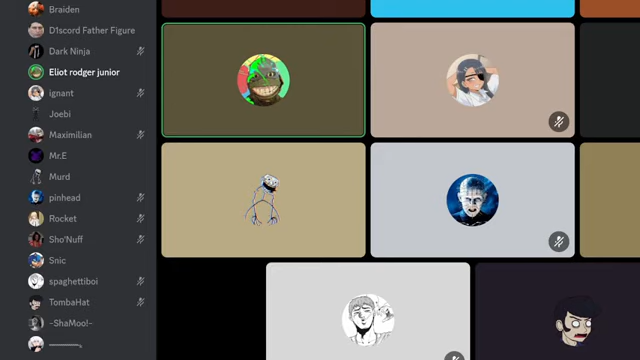 Braiden
D1scord Father Figure
Dark Ninja
Eliot rodger junior
ignant
Joebi
Maximilian
Mr.E
Murd
pinhead
Rocket
Sho'Nuff
Snic
spaghettiboi
TombaHat
-ShaMoo!-